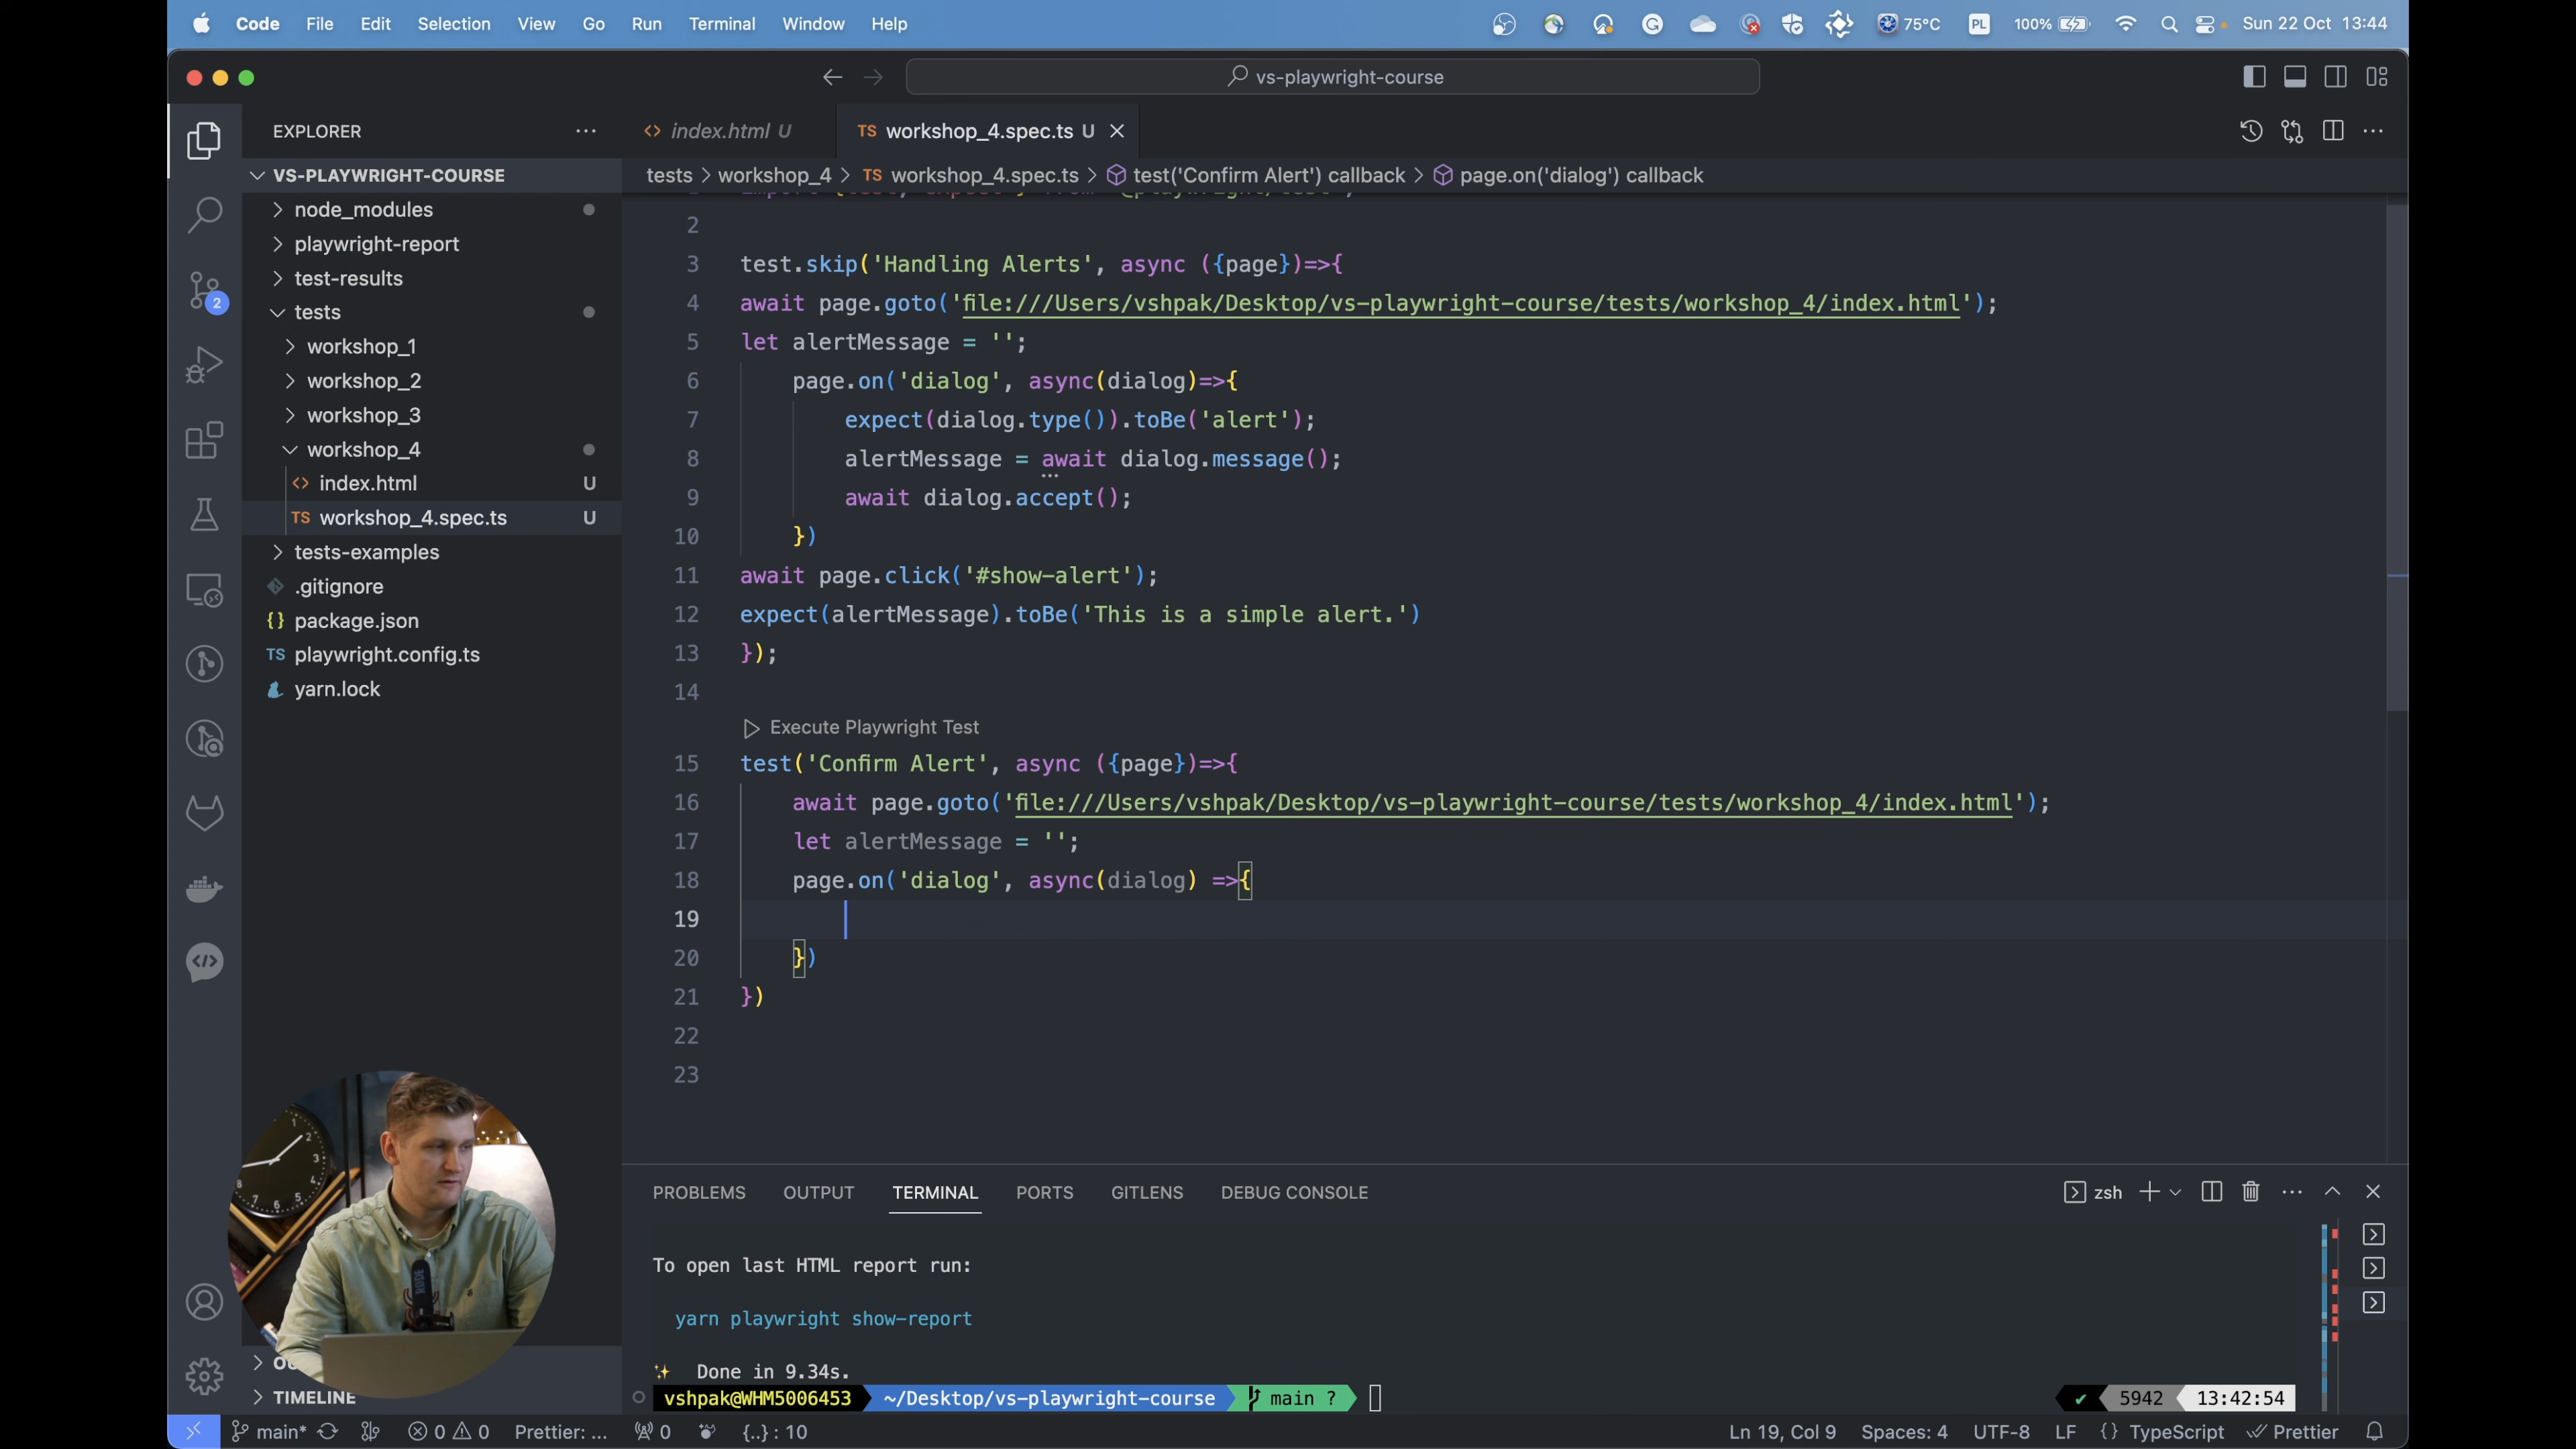 Code File Edit Selection View Go Run Terminal Window Help
75°C PL 100% Sun 22 Oct 13:44
vs-playwright-course
EXPLORER
index.html U
TS workshop_4.spec.ts U
tests > workshop_4 > TS workshop_4.spec.ts > test('Confirm Alert') callback > page.on('dialog') callback
VS-PLAYWRIGHT-COURSE
node_modules
playwright-report
test-results
tests
workshop_1
workshop_2
workshop_3
workshop_4
index.html U
TS workshop_4.spec.ts U
tests-examples
.gitignore
{} package.json
TS playwright.config.ts
yarn.lock
2
2
3 test.skip('Handling Alerts', async ({page})=>{
4 await page.goto('file:///Users/vshpak/Desktop/vs-playwright-course/tests/workshop_4/index.html');
5 let alertMessage = '';
6 page.on('dialog', async(dialog)=>{
7 expect(dialog.type()).toBe('alert');
8 alertMessage = await dialog.message();
9 await dialog.accept();
10 })
11 await page.click('#show-alert');
12 expect(alertMessage).toBe('This is a simple alert.')
13 });
14
Execute Playwright Test
15 test('Confirm Alert', async ({page})=>{
16 await page.goto('file:///Users/vshpak/Desktop/vs-playwright-course/tests/workshop_4/index.html');
17 let alertMessage = '';
18 page.on('dialog', async(dialog) =>{
19
20 })
21 })
22
23
PROBLEMS OUTPUT TERMINAL PORTS GITLENS DEBUG CONSOLE
zsh
To open last HTML report run:
yarn playwright show-report
Done in 9.34s.
vshpak@WHM5006453 ~/Desktop/vs-playwright-course main ? 5942 13:42:54
TIMELINE
RODE
main* 0 0 Prettier: ... 0 {..} : 10
Ln 19, Col 9 Spaces: 4 UTF-8 LF {} TypeScript Prettier